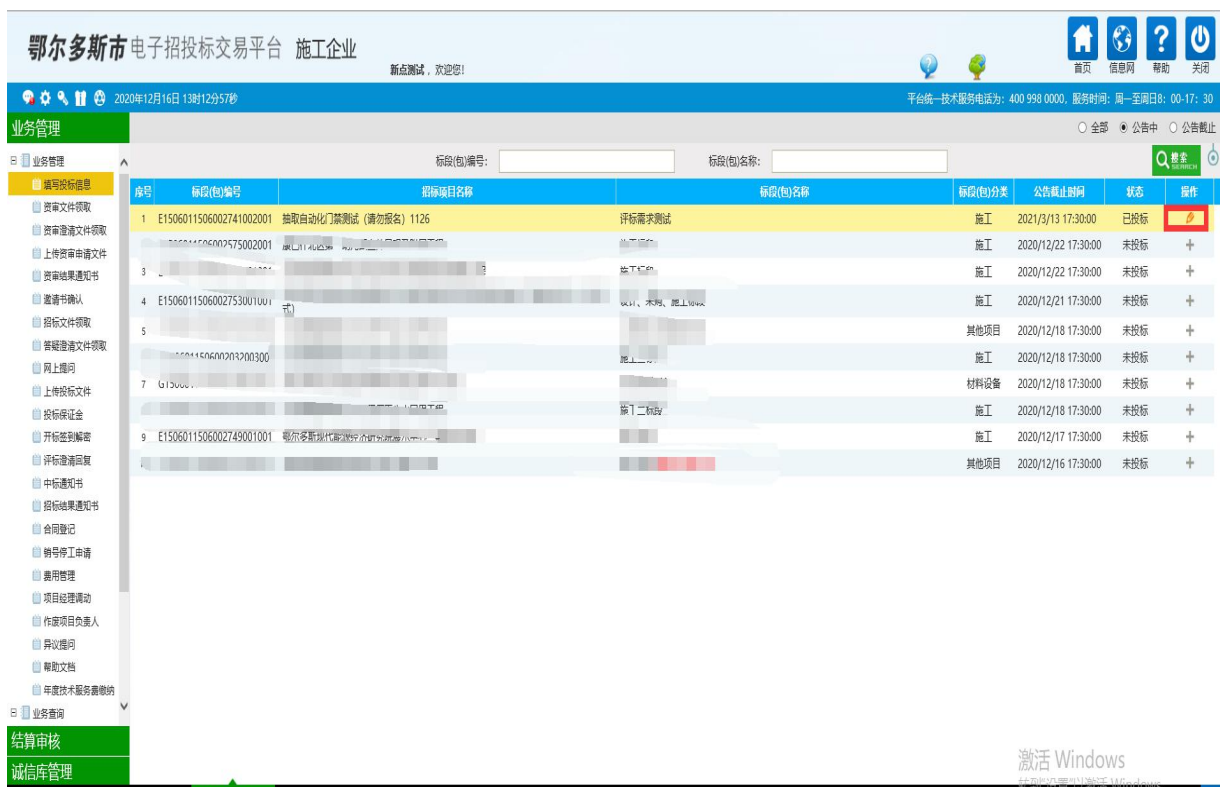 鄂尔多斯市电子招投标交易平台 施工企业
新点测试，欢迎您!
首页 信息网 帮助 关闭
2020年12月16日 13时12分57秒 平台统一技术服务电话为：400 998 0000，服务时间：周一至周日8：00-17：30
业务管理
全部 公告中 公告截止
标段(包)编号： 标段(包)名称： 搜索 SEARCH
序号 标段(包)编号 招标项目名称 标段(包)名称 标段(包)分类 公告截止时间 状态 操作
1 E1506011506002741002001 抽取自动化门禁测试（请勿报名）1126 评标需求测试 施工 2021/3/13 17:30:00 已投标
施工 2020/12/22 17:30:00 未投标
3 施工 2020/12/22 17:30:00 未投标
4 E1506011506002753001001 式) 施工 2020/12/21 17:30:00 未投标
5 其他项目 2020/12/18 17:30:00 未投标
施工 2020/12/18 17:30:00 未投标
7 材料设备 2020/12/18 17:30:00 未投标
施工二标段 施工 2020/12/18 17:30:00 未投标
9 E1506011506002749001001 施工 2020/12/17 17:30:00 未投标
其他项目 2020/12/16 17:30:00 未投标
业务管理
填写投标信息
资审文件领取
资审澄清文件领取
上传资审申请文件
资审结果通知书
邀请书确认
招标文件领取
答疑澄清文件领取
网上提问
上传投标文件
投标保证金
开标签到解密
评标澄清回复
中标通知书
招标结果通知书
合同登记
销号停工申请
费用管理
项目经理调动
作废项目负责人
异议提问
帮助文档
年度技术服务费缴纳
业务查询
结算审核
诚信库管理
激活 Windows
转到"设置"以激活 Windows